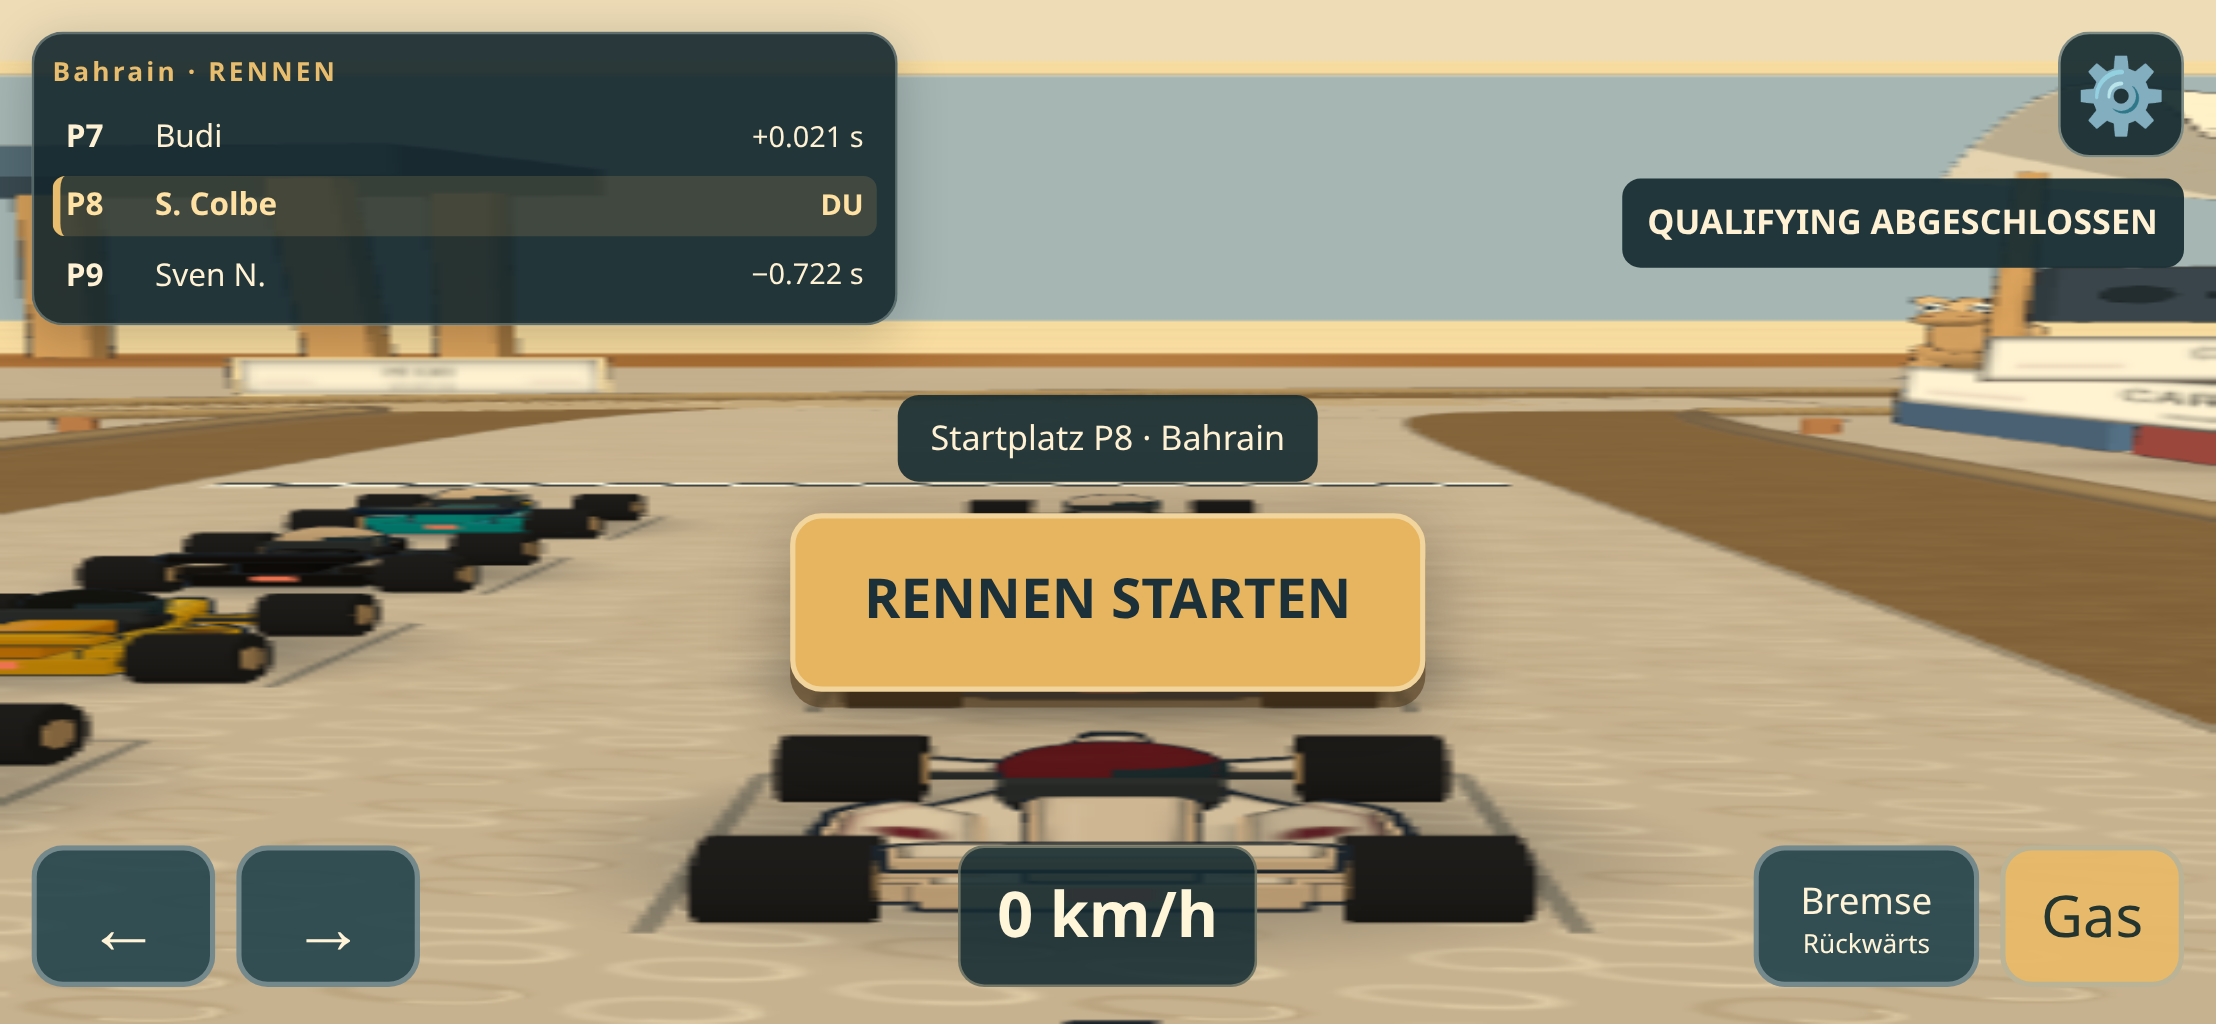 Bahrain · RENNEN
P7 Budi +0.021 s
P8 S. Colbe DU
P9 Sven N. −0.722 s
QUALIFYING ABGESCHLOSSEN
Startplatz P8 · Bahrain
RENNEN STARTEN
← →
0 km/h
Bremse
Rückwärts
Gas